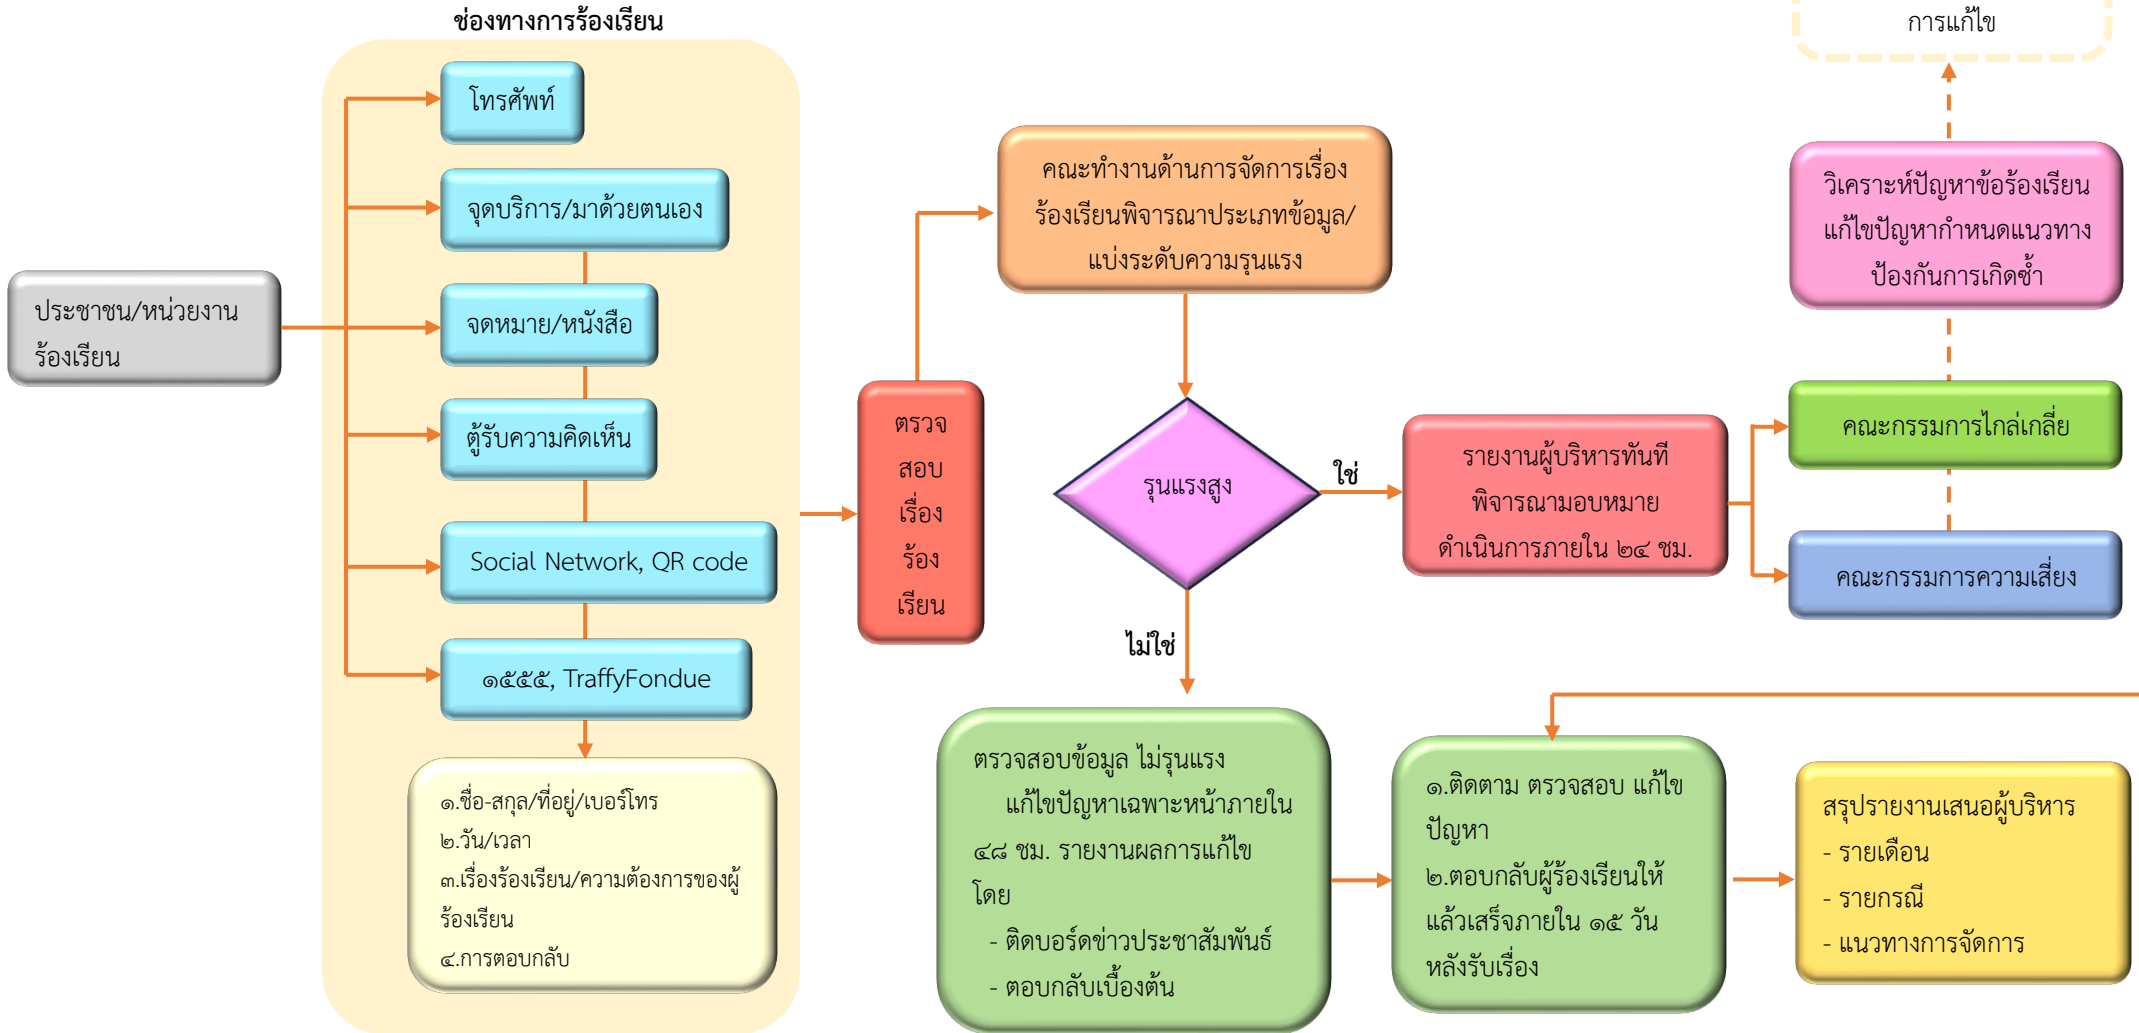 ช่องทางการร้องเรียน
การแก้ไข
โทรศัพท์
จุดบริการ/มาด้วยตนเอง
จดหมาย/หนังสือ
ตู้รับความคิดเห็น
Social Network, QR code
๑๕๕๕, TraffyFondue
ประชาชน/หน่วยงาน
ร้องเรียน
๑.ชื่อ-สกุล/ที่อยู่/เบอร์โทร
๒.วัน/เวลา
๓.เรื่องร้องเรียน/ความต้องการของผู้
ร้องเรียน
๔.การตอบกลับ
ตรวจ
สอบ
เรื่อง
ร้อง
เรียน
คณะทำงานด้านการจัดการเรื่อง
ร้องเรียนพิจารณาประเภทข้อมูล/
แบ่งระดับความรุนแรง
รุนแรงสูง
ใช่
ไม่ใช่
รายงานผู้บริหารทันที
พิจารณามอบหมาย
ดำเนินการภายใน ๒๔ ชม.
วิเคราะห์ปัญหาข้อร้องเรียน
แก้ไขปัญหากำหนดแนวทาง
ป้องกันการเกิดซ้ำ
คณะกรรมการไกล่เกลี่ย
คณะกรรมการความเสี่ยง
ตรวจสอบข้อมูล ไม่รุนแรง
แก้ไขปัญหาเฉพาะหน้าภายใน
๔๘ ชม. รายงานผลการแก้ไข
โดย
- ติดบอร์ดข่าวประชาสัมพันธ์
- ตอบกลับเบื้องต้น
๑.ติดตาม ตรวจสอบ แก้ไข
ปัญหา
๒.ตอบกลับผู้ร้องเรียนให้
แล้วเสร็จภายใน ๑๕ วัน
หลังรับเรื่อง
สรุปรายงานเสนอผู้บริหาร
- รายเดือน
- รายกรณี
- แนวทางการจัดการ